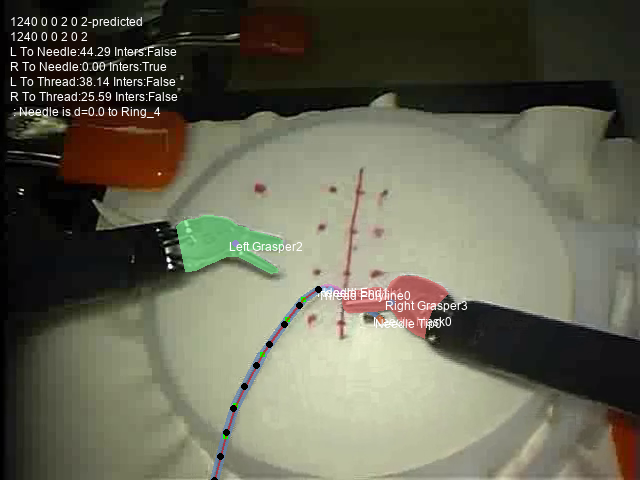 1240 0 0 2 0 2-predicted
1240 0 0 2 0 2
L To Needle:44.29 Inters:False
R To Needle:0.00 Inters:True
L To Thread:38.14 Inters:False
R To Thread:25.59 Inters:False
: Needle is d=0.0 to Ring_4
Left Grasper2
Thread Polyline0
Right Grasper3
Needle Tip0